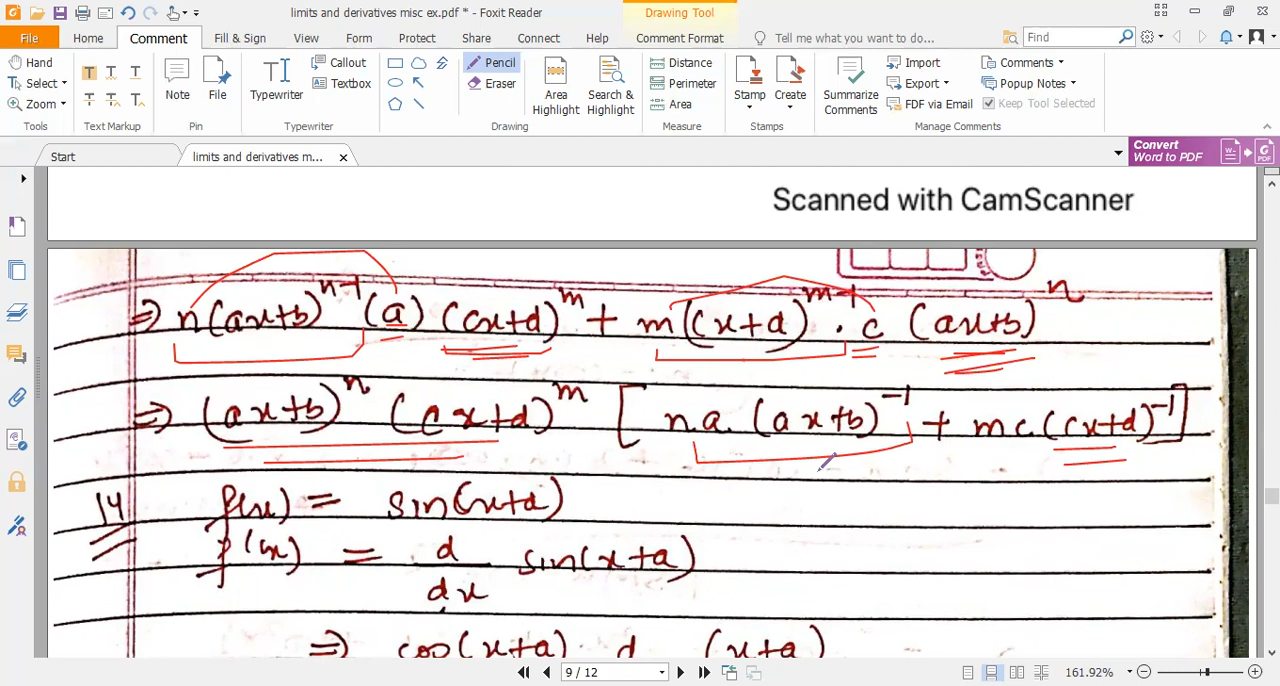 limits and derivatives misc ex.pdf * - Foxit Reader
Drawing Tool
File Home Comment Fill & Sign View Form Protect Share Connect Help Comment Format Tell me what you want to do... Find
Hand
Select
Zoom
Tools
Text Markup
Note
File
Pin
Typewriter
Callout
Textbox
Typewriter
Pencil
Eraser
Area Highlight
Search & Highlight
Drawing
Distance
Perimeter
Area
Measure
Stamp
Create
Stamps
Summarize Comments
Import
Export
FDF via Email
Comments
Popup Notes
Keep Tool Selected
Manage Comments
Start
limits and derivatives m...
Convert Word to PDF
Scanned with CamScanner
⇒ n(ax+b)^{n-1} (a) (cx+d)^m + m(cx+d)^{m-1} . c (ax+b)^n
⇒ (ax+b)^n (cx+d)^m [ na. (ax+b)^{-1} + mc. (cx+d)^{-1} ]
14 f(x) = sin(x+a)
f'(x) = d/dx sin(x+a)
⇒ cos(x+a). d (x+a)
9 / 12
161.92%